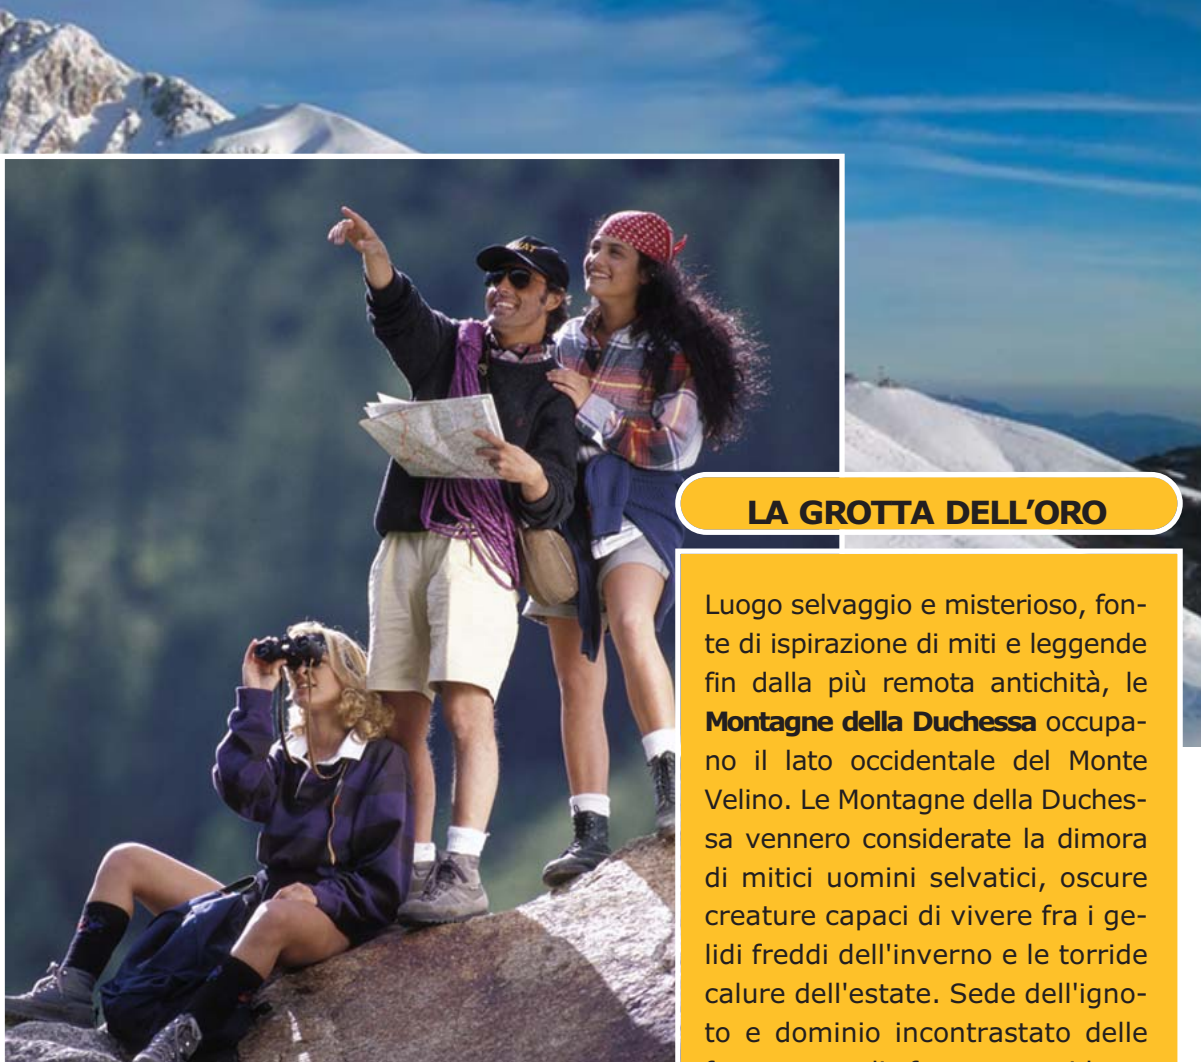 LA GROTTA DELL’ORO
Luogo selvaggio e misterioso, fon-
te di ispirazione di miti e leggende
fin dalla più remota antichità, le
Montagne della Duchessa occupa-
no il lato occidentale del Monte
Velino. Le Montagne della Duches-
sa vennero considerate la dimora
di mitici uomini selvatici, oscure
creature capaci di vivere fra i ge-
lidi freddi dell'inverno e le torride
calure dell'estate. Sede dell'igno-
to e dominio incontrastato delle